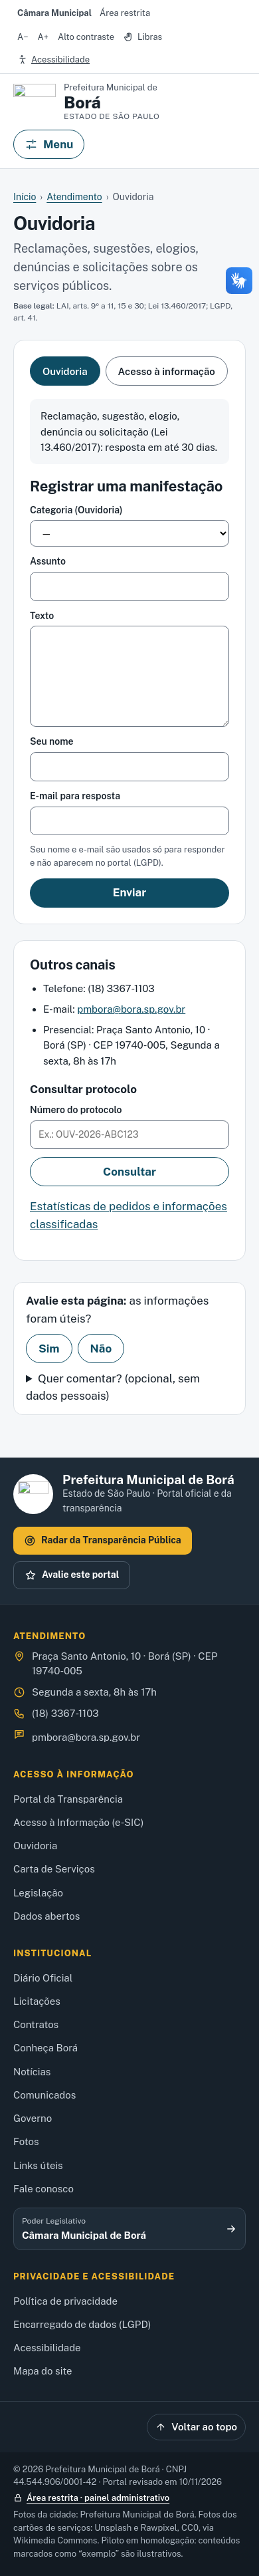 Câmara Municipal Área restrita
A− A+ Alto contraste Libras
Acessibilidade
Prefeitura Municipal de
Borá
ESTADO DE SÃO PAULO
Menu
Início › Atendimento › Ouvidoria
Ouvidoria
Reclamações, sugestões, elogios,
denúncias e solicitações sobre os
serviços públicos.
Base legal: LAI, arts. 9º a 11, 15 e 30; Lei 13.460/2017; LGPD,
art. 41.
Ouvidoria Acesso à informação
Reclamação, sugestão, elogio,
denúncia ou solicitação (Lei
13.460/2017): resposta em até 30 dias.
Registrar uma manifestação
Categoria (Ouvidoria)
—
Assunto
Texto
Seu nome
E-mail para resposta
Seu nome e e-mail são usados só para responder
e não aparecem no portal (LGPD).
Enviar
Outros canais
• Telefone: (18) 3367-1103
• E-mail: pmbora@bora.sp.gov.br
• Presencial: Praça Santo Antonio, 10 ·
Borá (SP) · CEP 19740-005, Segunda a
sexta, 8h às 17h
Consultar protocolo
Número do protocolo
Ex.: OUV-2026-ABC123
Consultar
Estatísticas de pedidos e informações
classificadas
Avalie esta página: as informações
foram úteis?
Sim Não
▶ Quer comentar? (opcional, sem
dados pessoais)
Prefeitura Municipal de Borá
Estado de São Paulo · Portal oficial e da
transparência
Radar da Transparência Pública
Avalie este portal
ATENDIMENTO
Praça Santo Antonio, 10 · Borá (SP) · CEP
19740-005
Segunda a sexta, 8h às 17h
(18) 3367-1103
pmbora@bora.sp.gov.br
ACESSO À INFORMAÇÃO
Portal da Transparência
Acesso à Informação (e-SIC)
Ouvidoria
Carta de Serviços
Legislação
Dados abertos
INSTITUCIONAL
Diário Oficial
Licitações
Contratos
Conheça Borá
Notícias
Comunicados
Governo
Fotos
Links úteis
Fale conosco
Poder Legislativo
Câmara Municipal de Borá
PRIVACIDADE E ACESSIBILIDADE
Política de privacidade
Encarregado de dados (LGPD)
Acessibilidade
Mapa do site
Voltar ao topo
© 2026 Prefeitura Municipal de Borá · CNPJ
44.544.906/0001-42 · Portal revisado em 10/11/2026
Área restrita · painel administrativo
Fotos da cidade: Prefeitura Municipal de Borá. Fotos dos
cartões de serviços: Unsplash e Rawpixel, CC0, via
Wikimedia Commons. Piloto em homologação: conteúdos
marcados como “exemplo” são ilustrativos.